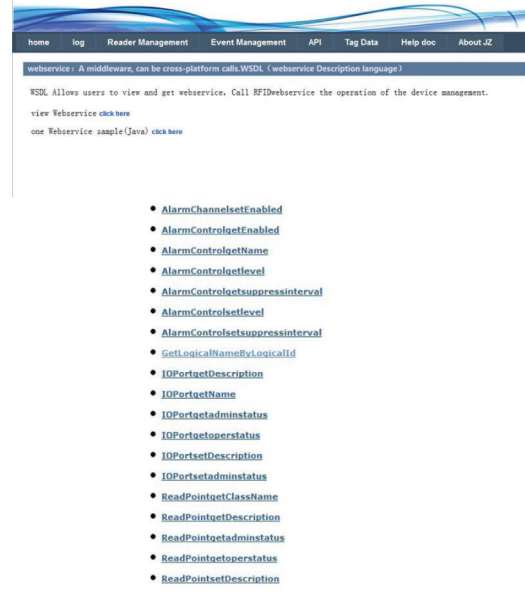 home log Reader Management Event Management API Tag Data Help doc About JZ
webservice: A middleware, can be cross-platform calls.WSDL (webservice Description language)
WSDL Allows users to view and get webservice, Call RFIDwebservice the operation of the device management.
view Webservice click here
one Webservice sample(Java) click here
AlarmChannelsetEnabled
AlarmControlgetEnabled
AlarmControlgetName
AlarmControlgetlevel
AlarmControlgetsuppressinterval
AlarmControlsetlevel
AlarmControlsetsuppressinterval
GetLogicalNameByLogicalId
IOPortgetDescription
IOPortgetName
IOPortgetadminstatus
IOPortgetoperstatus
IOPortsetDescription
IOPortsetadminstatus
ReadPointgetClassName
ReadPointgetDescription
ReadPointgetadminstatus
ReadPointgetoperstatus
ReadPointsetDescription